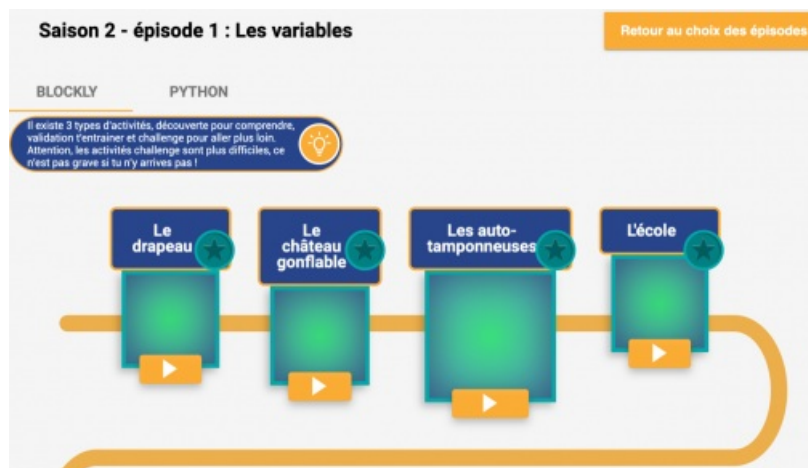 Saison 2 - épisode 1 : Les variables
Retour au choix des épisodes
BLOCKLY
PYTHON
Il existe 3 types d'activités, découverte pour comprendre,
validation t'entrainer et challenge pour aller plus loin.
Attention, les activités challenge sont plus difficiles, ce
n'est pas grave si tu n'y arrives pas !
Le
drapeau
Le
château
gonflable
Les auto-
tamponneuses
L'école